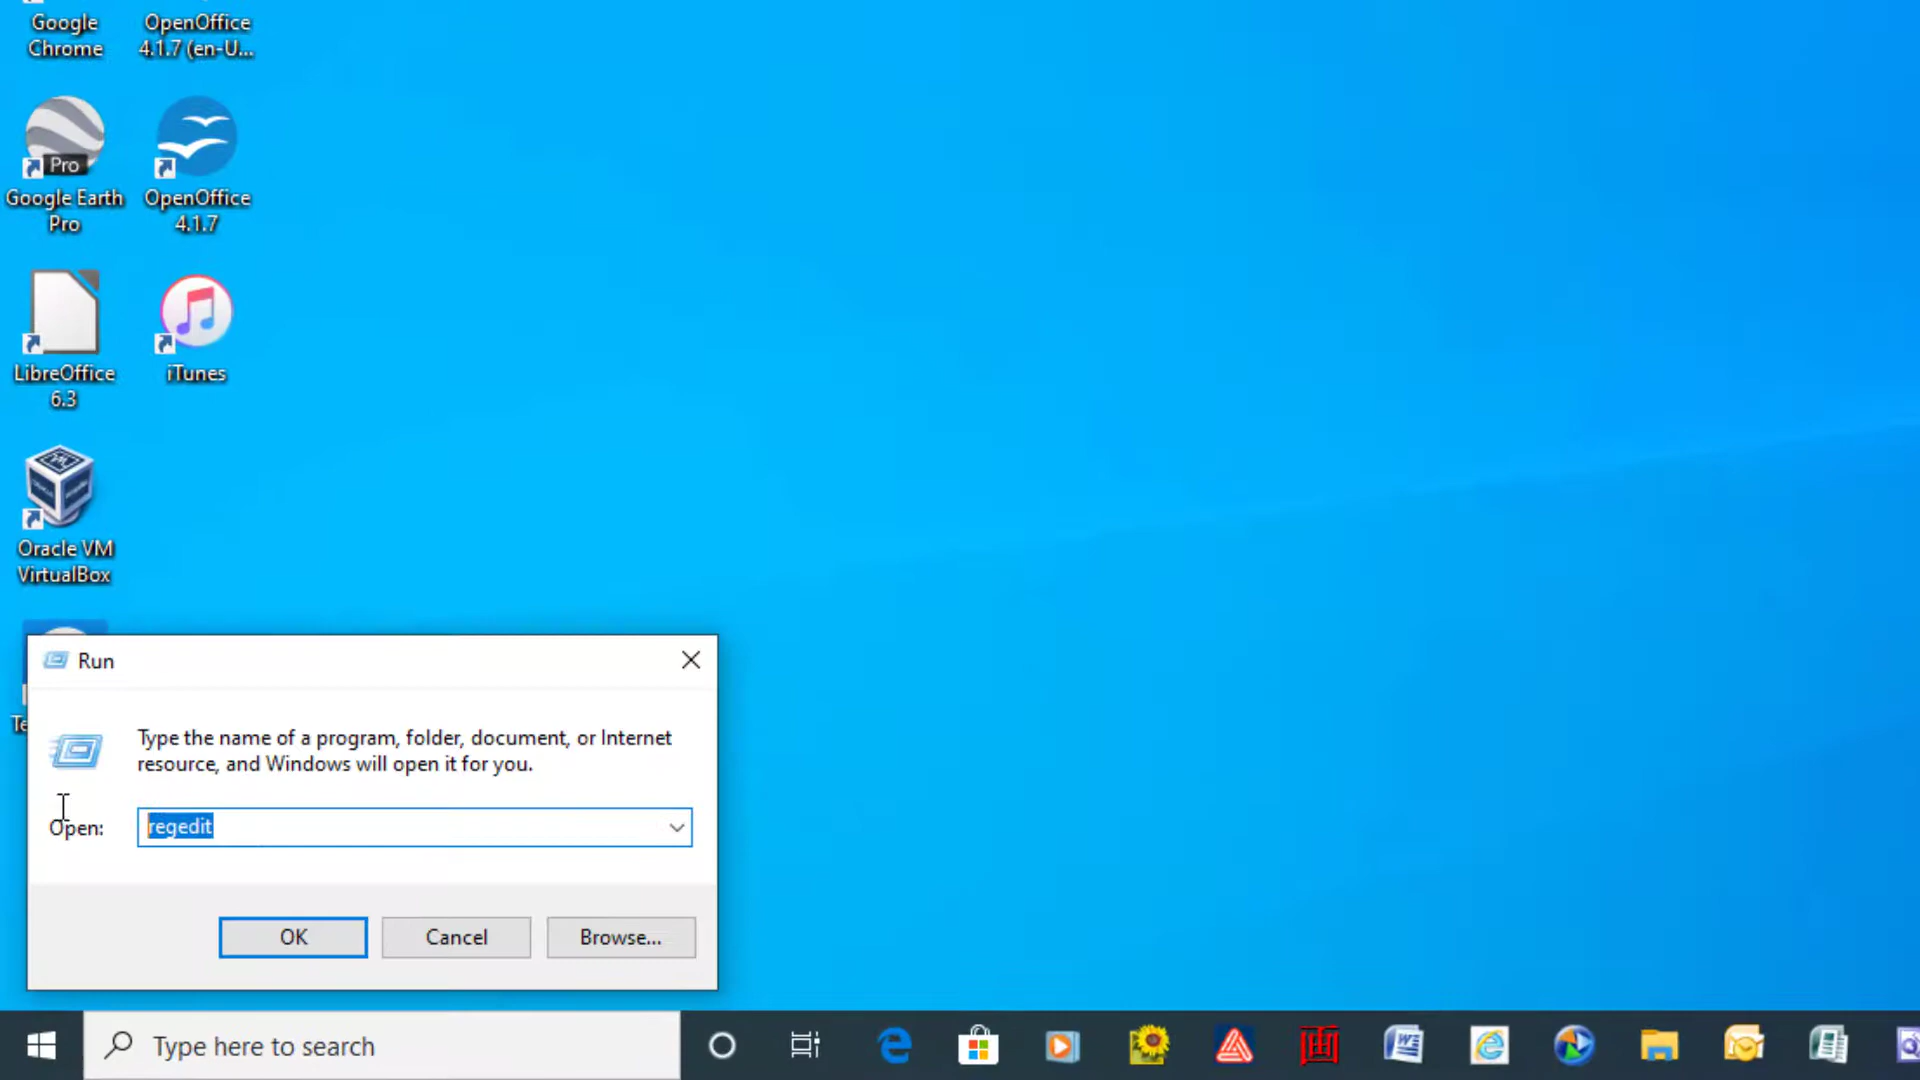 Google
Chrome
OpenOffice
4.1.7 (en-U...
Pro
Google Earth
Pro
OpenOffice
4.1.7
LibreOffice
6.3
iTunes
Oracle VM
VirtualBox
Te
Run
Type the name of a program, folder, document, or Internet
resource, and Windows will open it for you.
Open:
regedit
OK
Cancel
Browse...
Type here to search
画